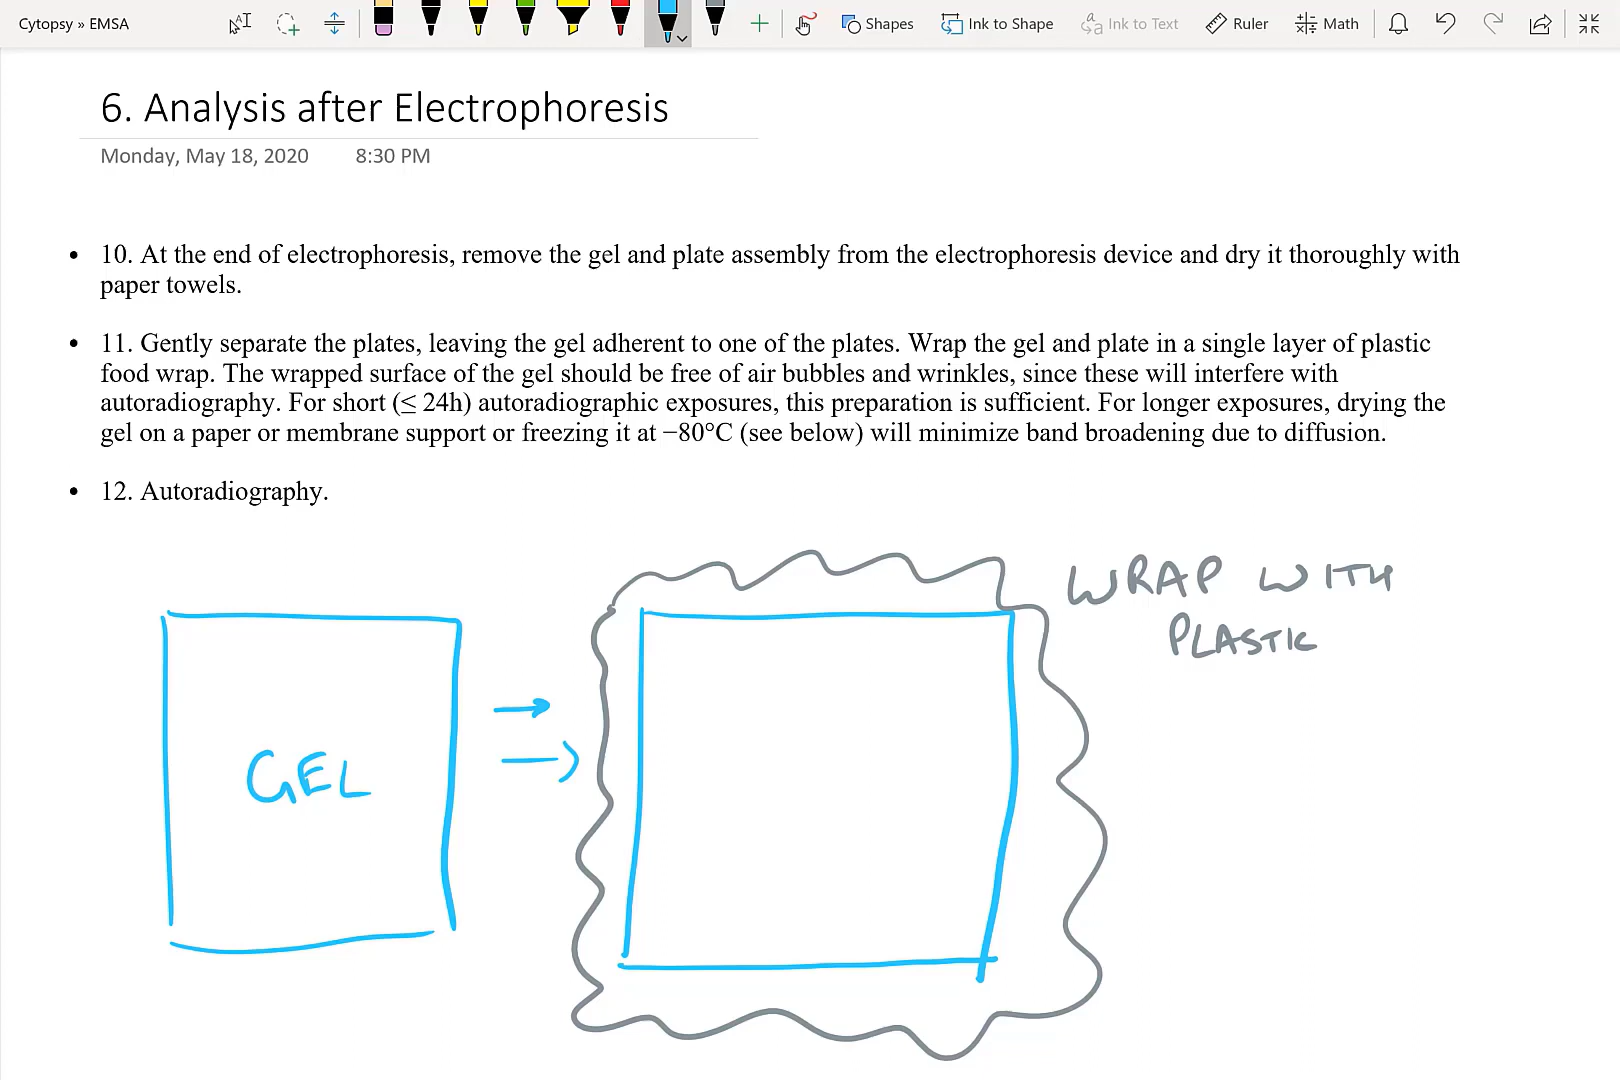 Cytopsy » EMSA
Shapes
Ink to Shape
Ink to Text
Ruler
Math
6. Analysis after Electrophoresis
Monday, May 18, 2020 8:30 PM
• 10. At the end of electrophoresis, remove the gel and plate assembly from the electrophoresis device and dry it thoroughly with
paper towels.
• 11. Gently separate the plates, leaving the gel adherent to one of the plates. Wrap the gel and plate in a single layer of plastic
food wrap. The wrapped surface of the gel should be free of air bubbles and wrinkles, since these will interfere with
autoradiography. For short (≤ 24h) autoradiographic exposures, this preparation is sufficient. For longer exposures, drying the
gel on a paper or membrane support or freezing it at −80°C (see below) will minimize band broadening due to diffusion.
• 12. Autoradiography.
WRAP WITH
PLASTIC
GEL